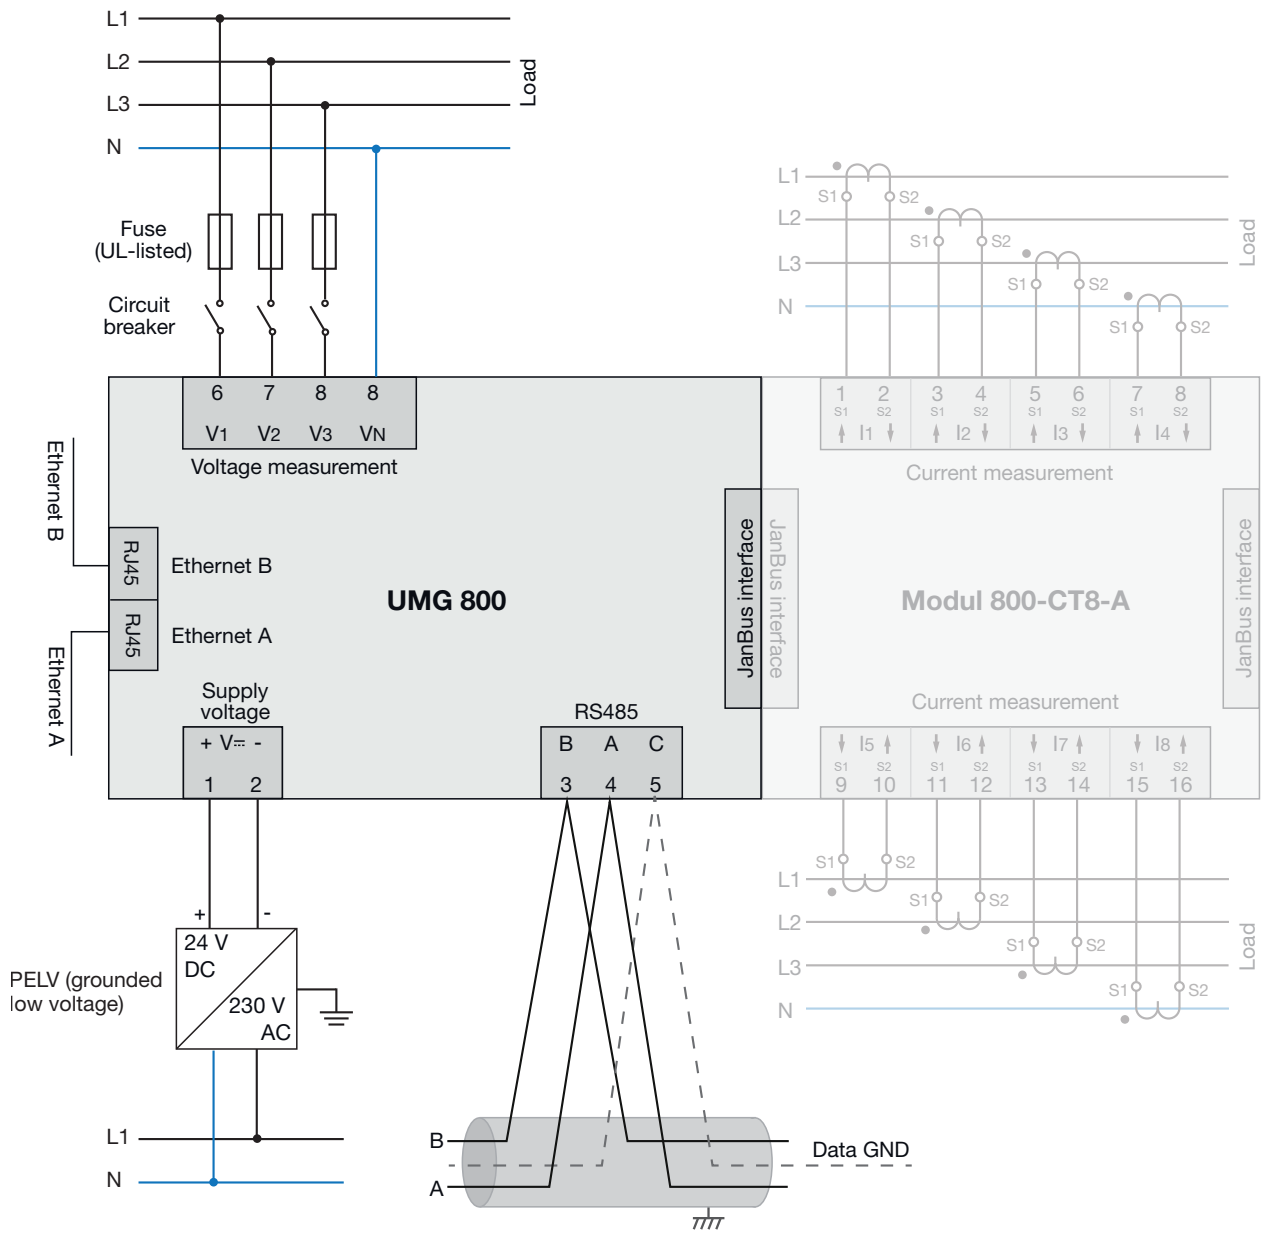 L1
L2
L3
N
Load
Fuse
(UL-listed)
Circuit
breaker
6 7 8 8
V1 V2 V3 VN
Voltage measurement
Ethernet B
RJ45
Ethernet B
RJ45
Ethernet A
Ethernet A
UMG 800
JanBus interface
Supply
voltage
+ V -
1 2
RS485
B A C
3 4 5
+ -
24 V
DC
230 V
AC
PELV (grounded
low voltage)
L1
N
B
A
Data GND
L1
S1 S2
L2
S1 S2
L3
S1 S2
N
S1 S2
Load
1 2 3 4 5 6 7 8
S1 S2 S1 S2 S1 S2 S1 S2
I1 I2 I3 I4
Current measurement
JanBus interface
Modul 800-CT8-A
JanBus interface
Current measurement
I5 I6 I7 I8
S1 S2 S1 S2 S1 S2 S1 S2
9 10 11 12 13 14 15 16
S1 S2
L1
S1 S2
L2
S1 S2
L3
S1 S2
N
Load